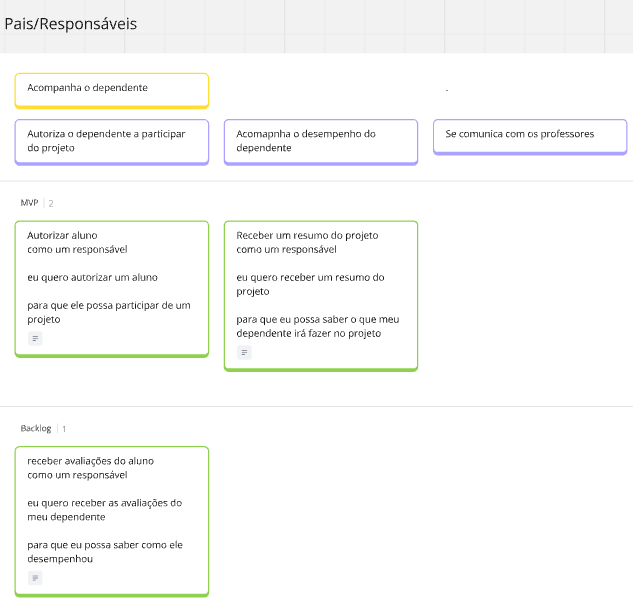 Pais/Responsáveis
Acompanha o dependente
-
Autoriza o dependente a participar
do projeto
Acomapnha o desempenho do
dependente
Se comunica com os professores
MVP 2
Autorizar aluno
como um responsável
eu quero autorizar um aluno
para que ele possa participar de um
projeto
Receber um resumo do projeto
como um responsável
eu quero receber um resumo do
projeto
para que eu possa saber o que meu
dependente irá fazer no projeto
Backlog 1
receber avaliações do aluno
como um responsável
eu quero receber as avaliações do
meu dependente
para que eu possa saber como ele
desempenhou